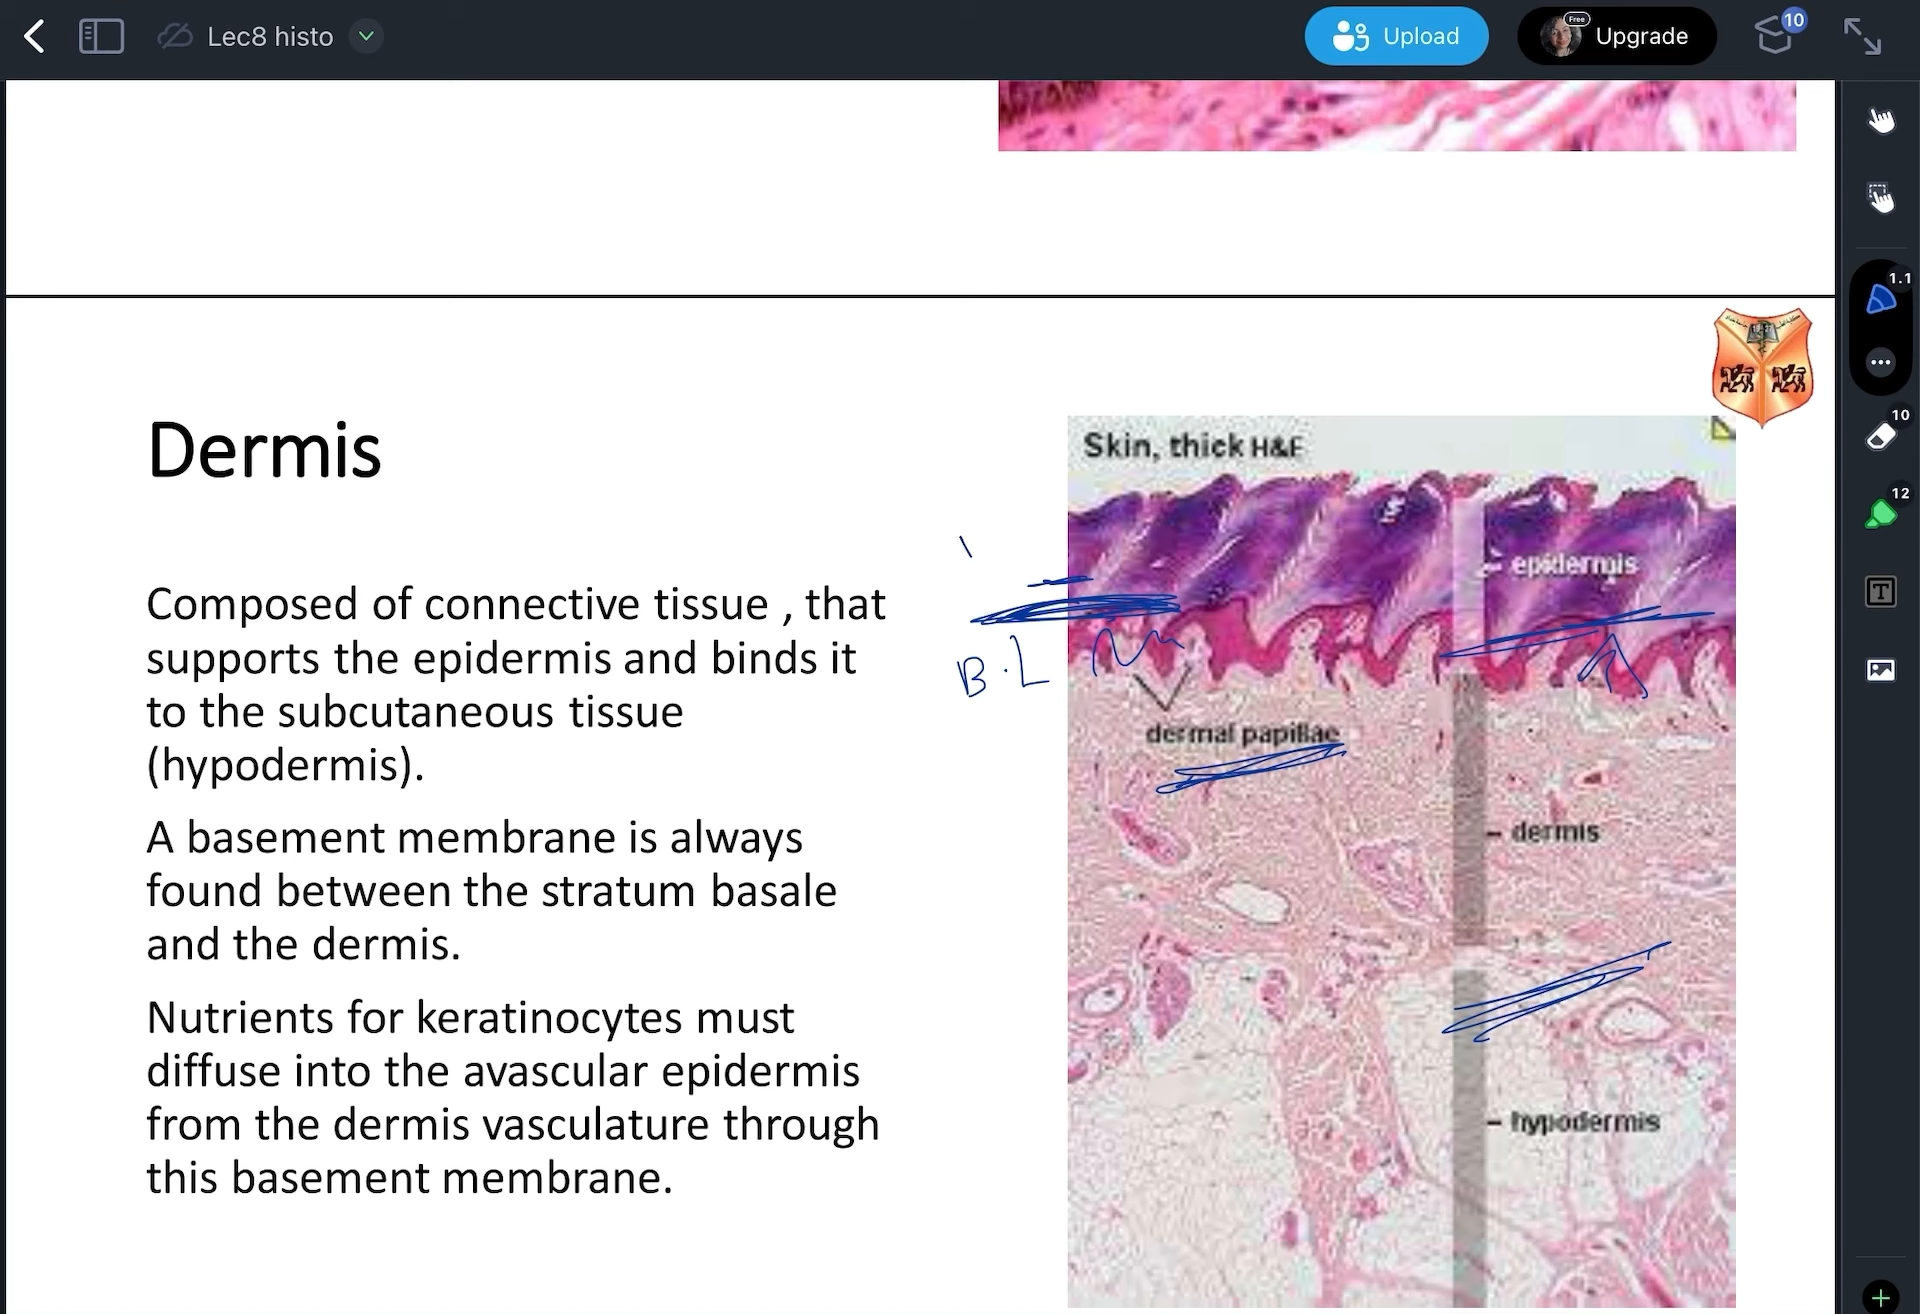 Lec8 histo
Upload
Free
Upgrade
10
1.1
10
12
T
Dermis
Composed of connective tissue , that
supports the epidermis and binds it
to the subcutaneous tissue
(hypodermis).
A basement membrane is always
found between the stratum basale
and the dermis.
Nutrients for keratinocytes must
diffuse into the avascular epidermis
from the dermis vasculature through
this basement membrane.
Skin, thick H&E
epidermis
B.L
dermal papillae
dermis
hypodermis